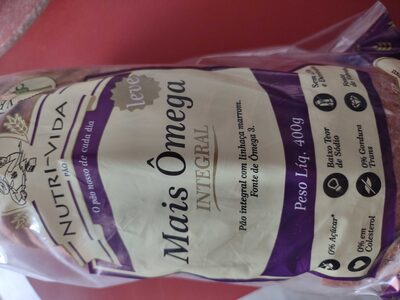 NUTRI-VIDA
PÃO
O pão nosso de cada dia
leve
Mais Ômega
INTEGRAL
Pão integral com linhaça marrom.
Fonte de Ômega 3.
Peso Líq. 400g
Baixo Teor
de Sódio
0% Gordura
Trans
0% Açúcar*
0% em
Colesterol